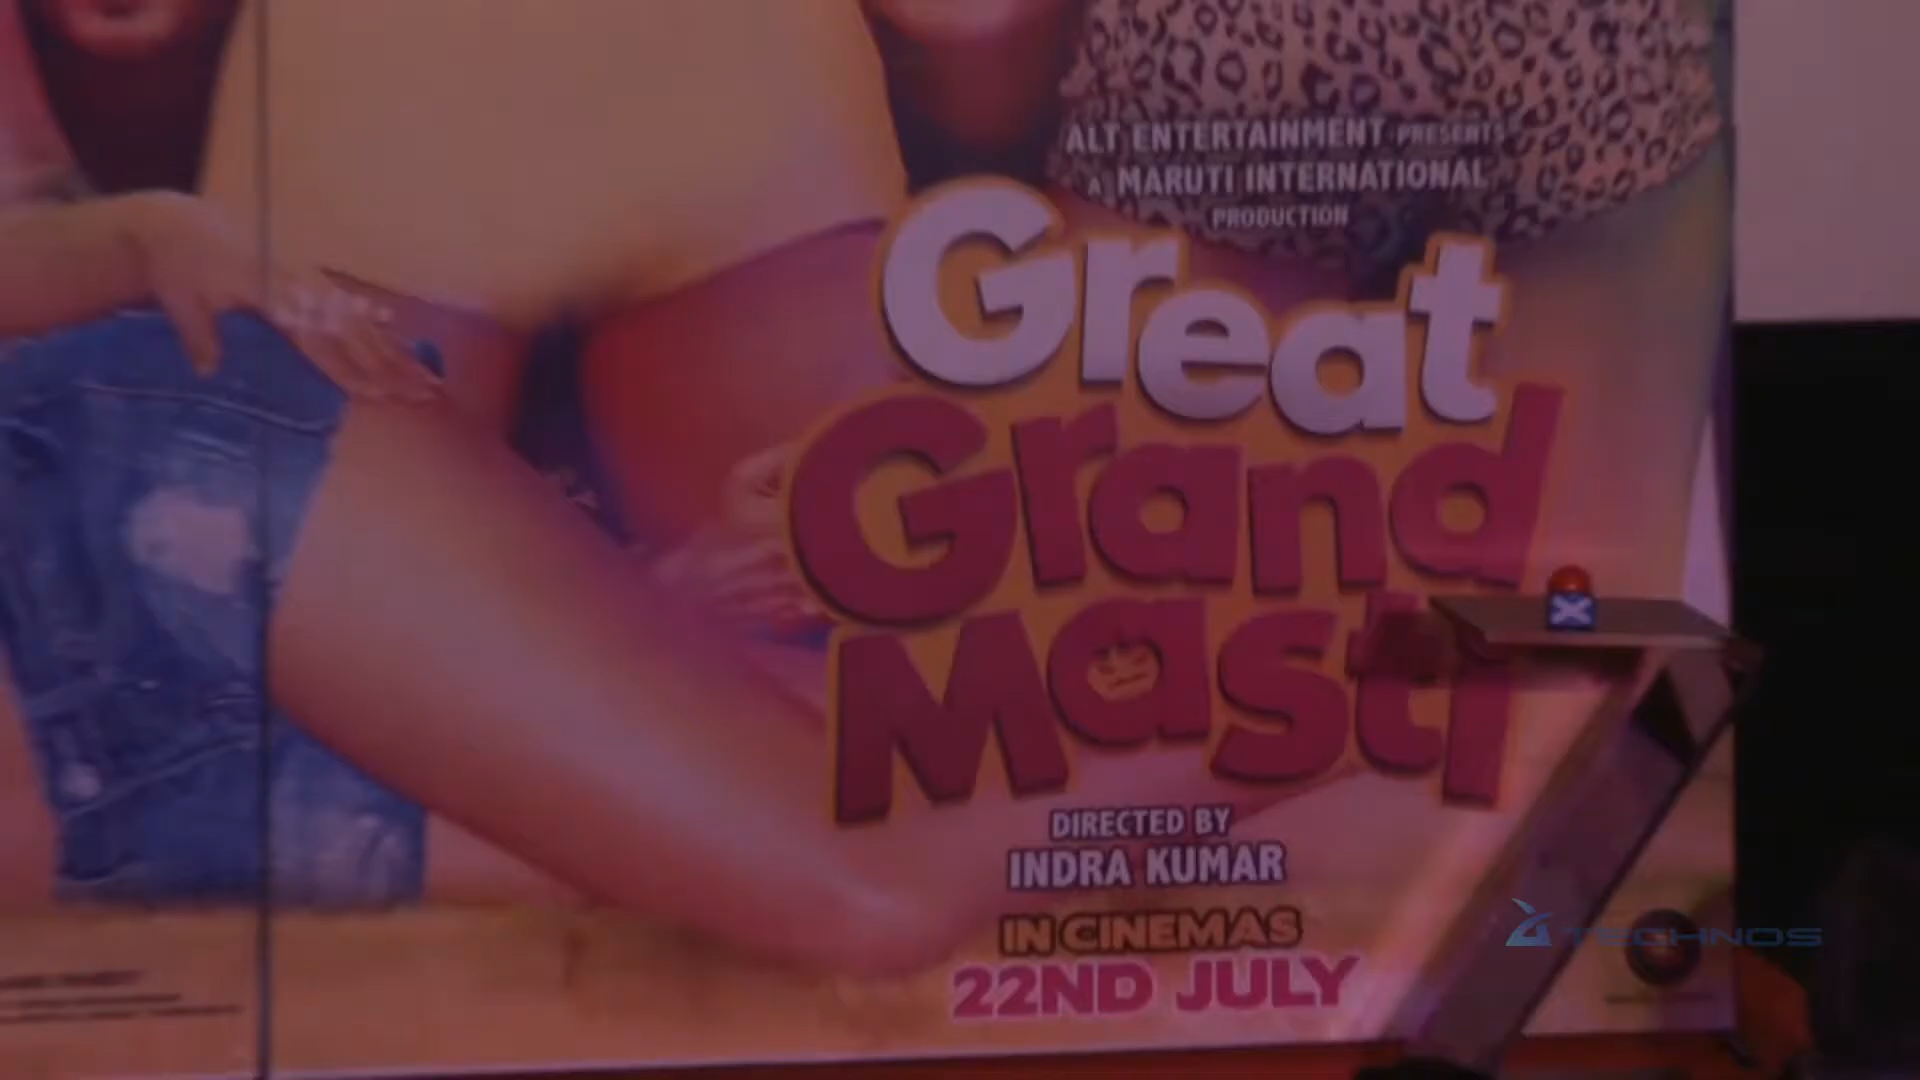 ALT ENTERTAINMENT PRESENTS
A MARUTI INTERNATIONAL
PRODUCTION
Great
Grand
Masti
DIRECTED BY
INDRA KUMAR
IN CINEMAS
22ND JULY
TECHNOS